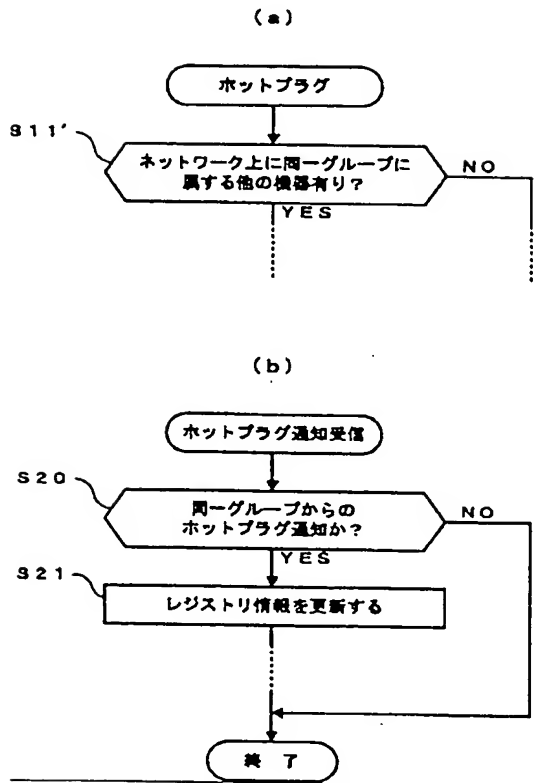 (a)
ホットプラグ
S11'
ネットワーク上に同一グループに
属する他の機器有り？
NO
YES
(b)
ホットプラグ通知受信
S20
同一グループからの
ホットプラグ通知か？
NO
YES
S21
レジストリ情報を更新する
終 了